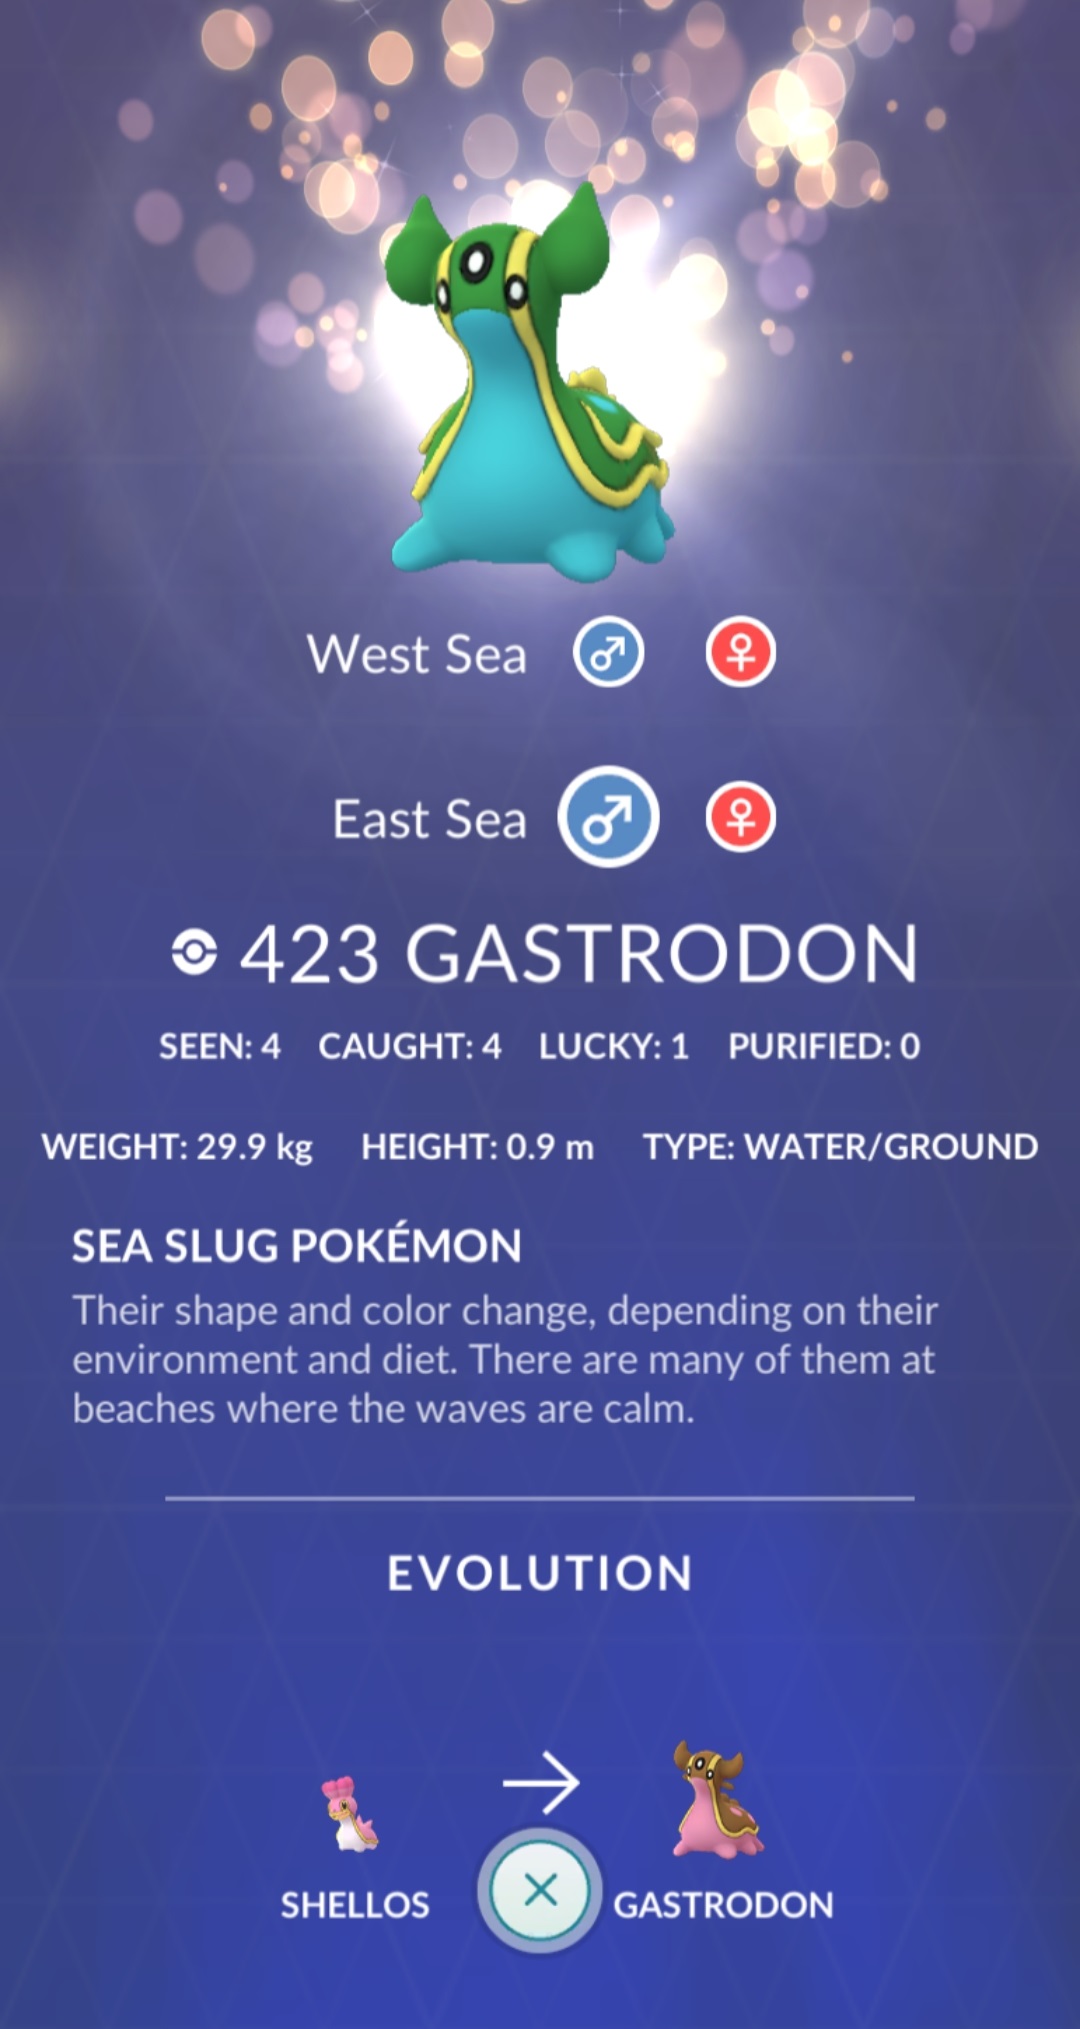 West Sea
East Sea
423 GASTRODON
SEEN: 4 CAUGHT: 4 LUCKY: 1 PURIFIED: 0
WEIGHT: 29.9 kg HEIGHT: 0.9 m TYPE: WATER/GROUND
SEA SLUG POKÉMON
Their shape and color change, depending on their
environment and diet. There are many of them at
beaches where the waves are calm.
EVOLUTION
SHELLOS GASTRODON